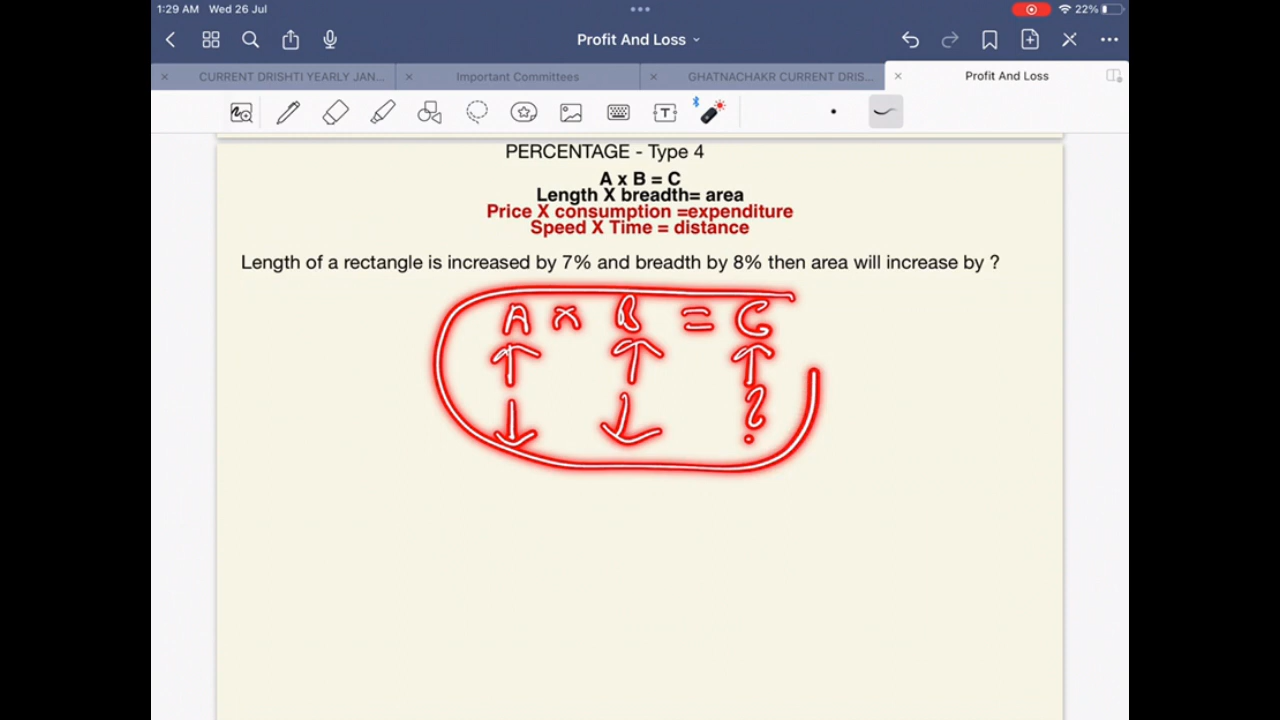 1:29 AM Wed 26 Jul
22%
Profit And Loss
CURRENT DRISHTI YEARLY JAN...
Important Committees
GHATNACHAKR CURRENT DRIS...
Profit And Loss
T
PERCENTAGE - Type 4
A x B = C
Length X breadth= area
Price X consumption =expenditure
Speed X Time = distance
Length of a rectangle is increased by 7% and breadth by 8% then area will increase by ?
A × B = C
↑ ↑ ↑
↓ ↓ ?